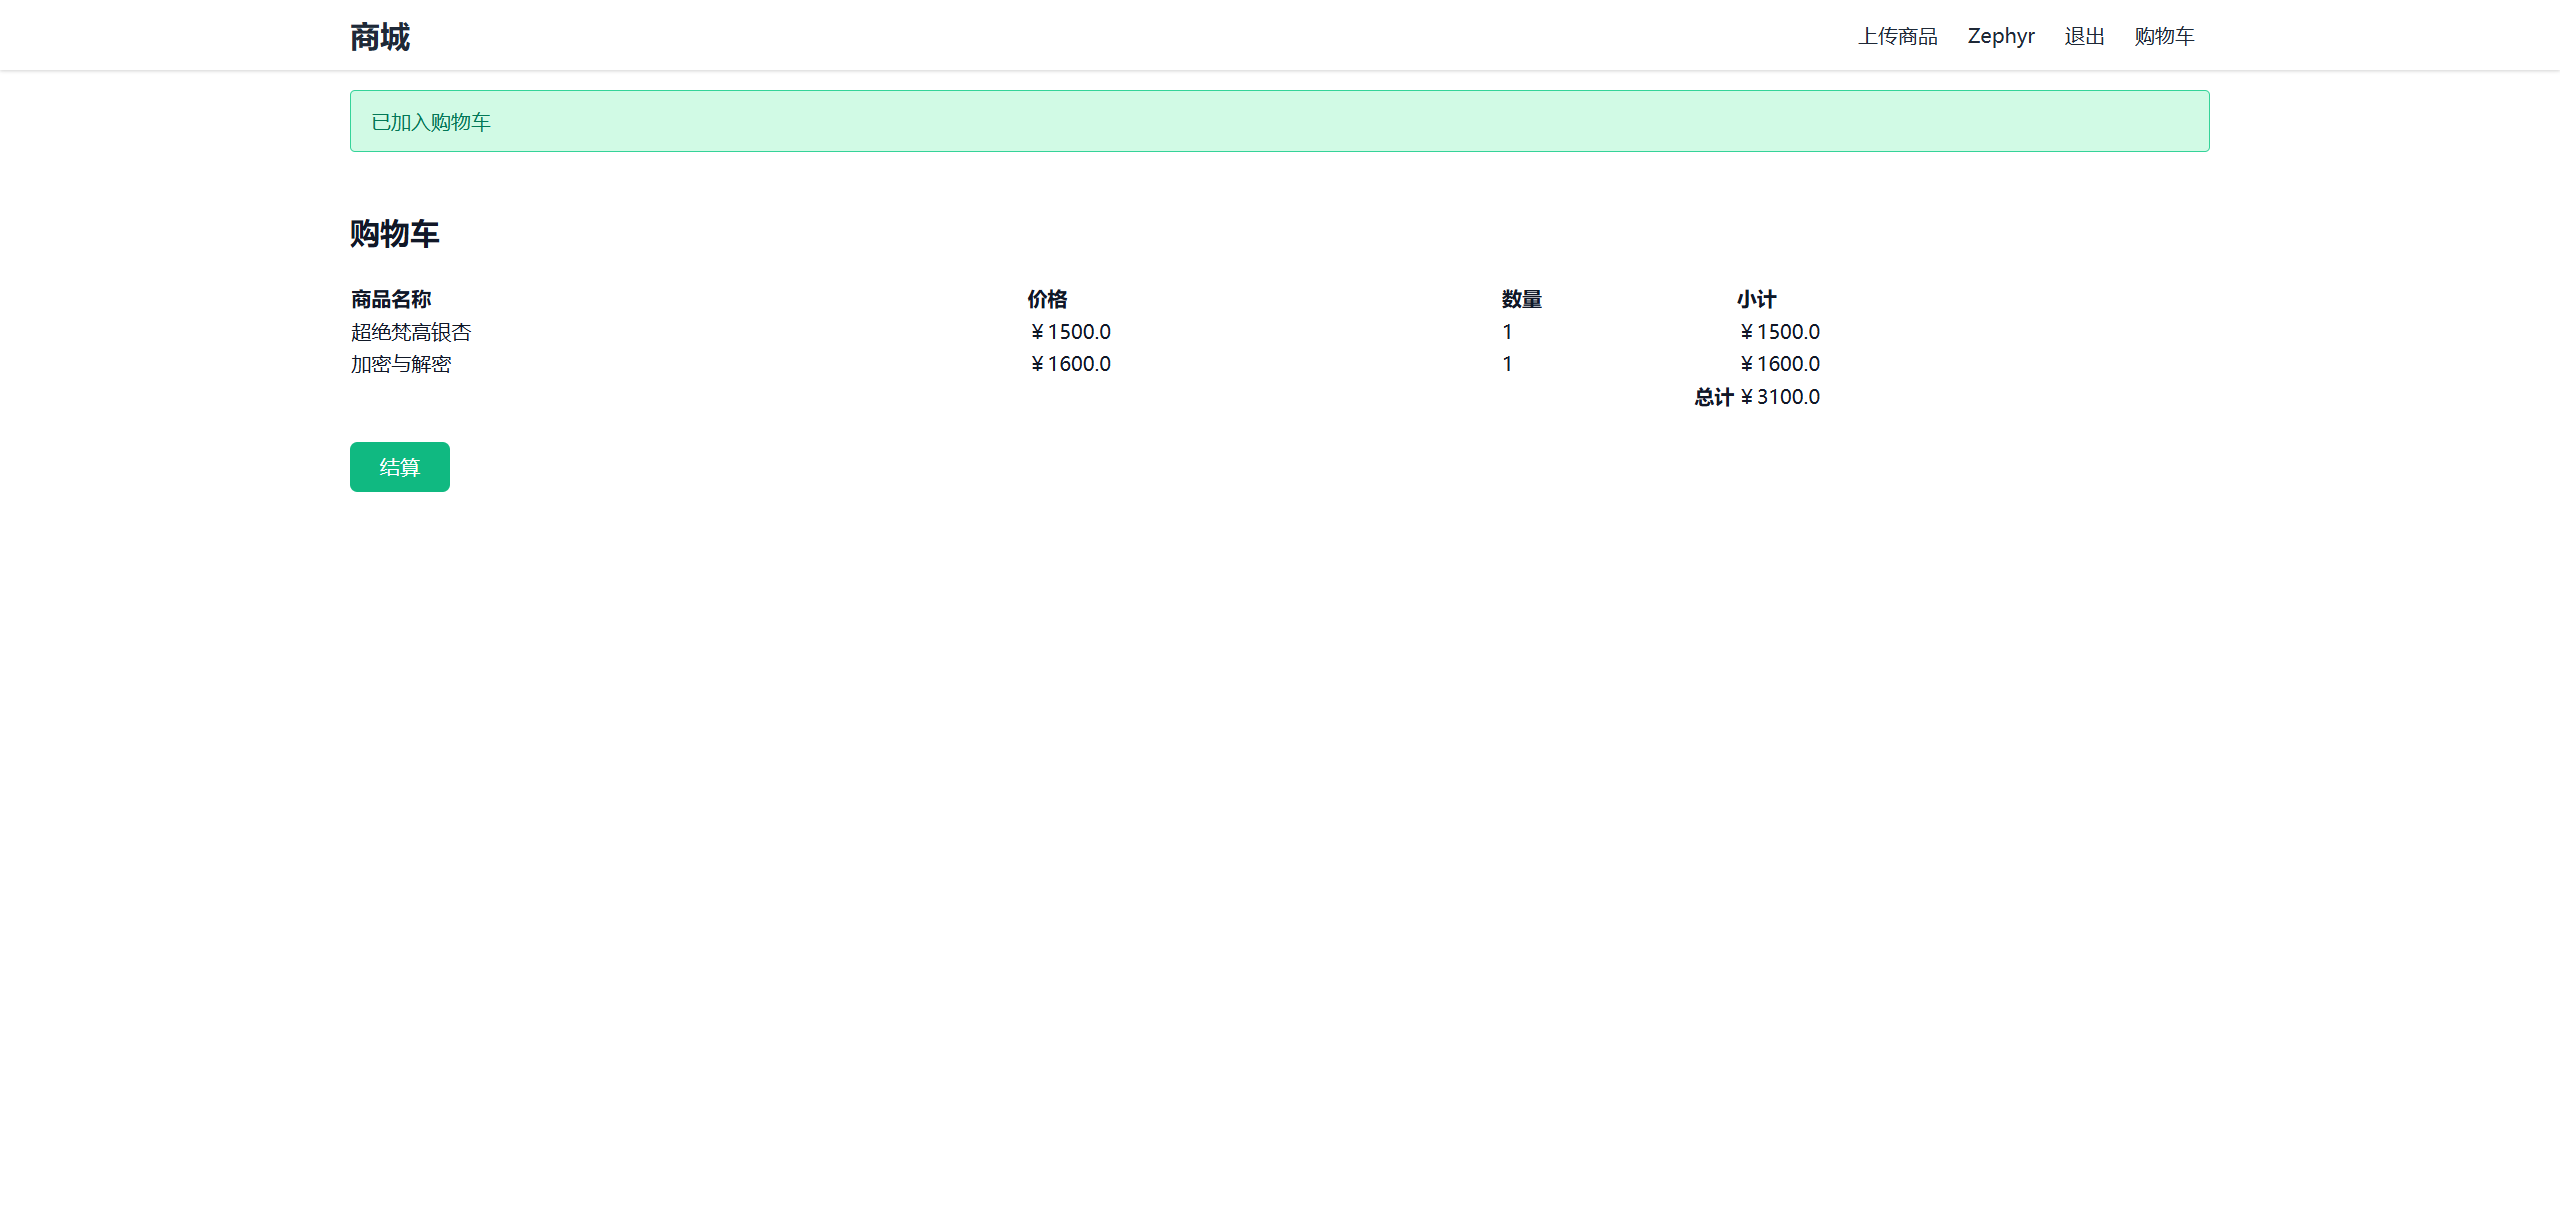 商城 上传商品 Zephyr 退出 购物车
已加入购物车
购物车
商品名称 价格 数量 小计
超绝梵高银杏 ¥1500.0 1 ¥1500.0
加密与解密 ¥1600.0 1 ¥1600.0
总计 ¥3100.0
结算